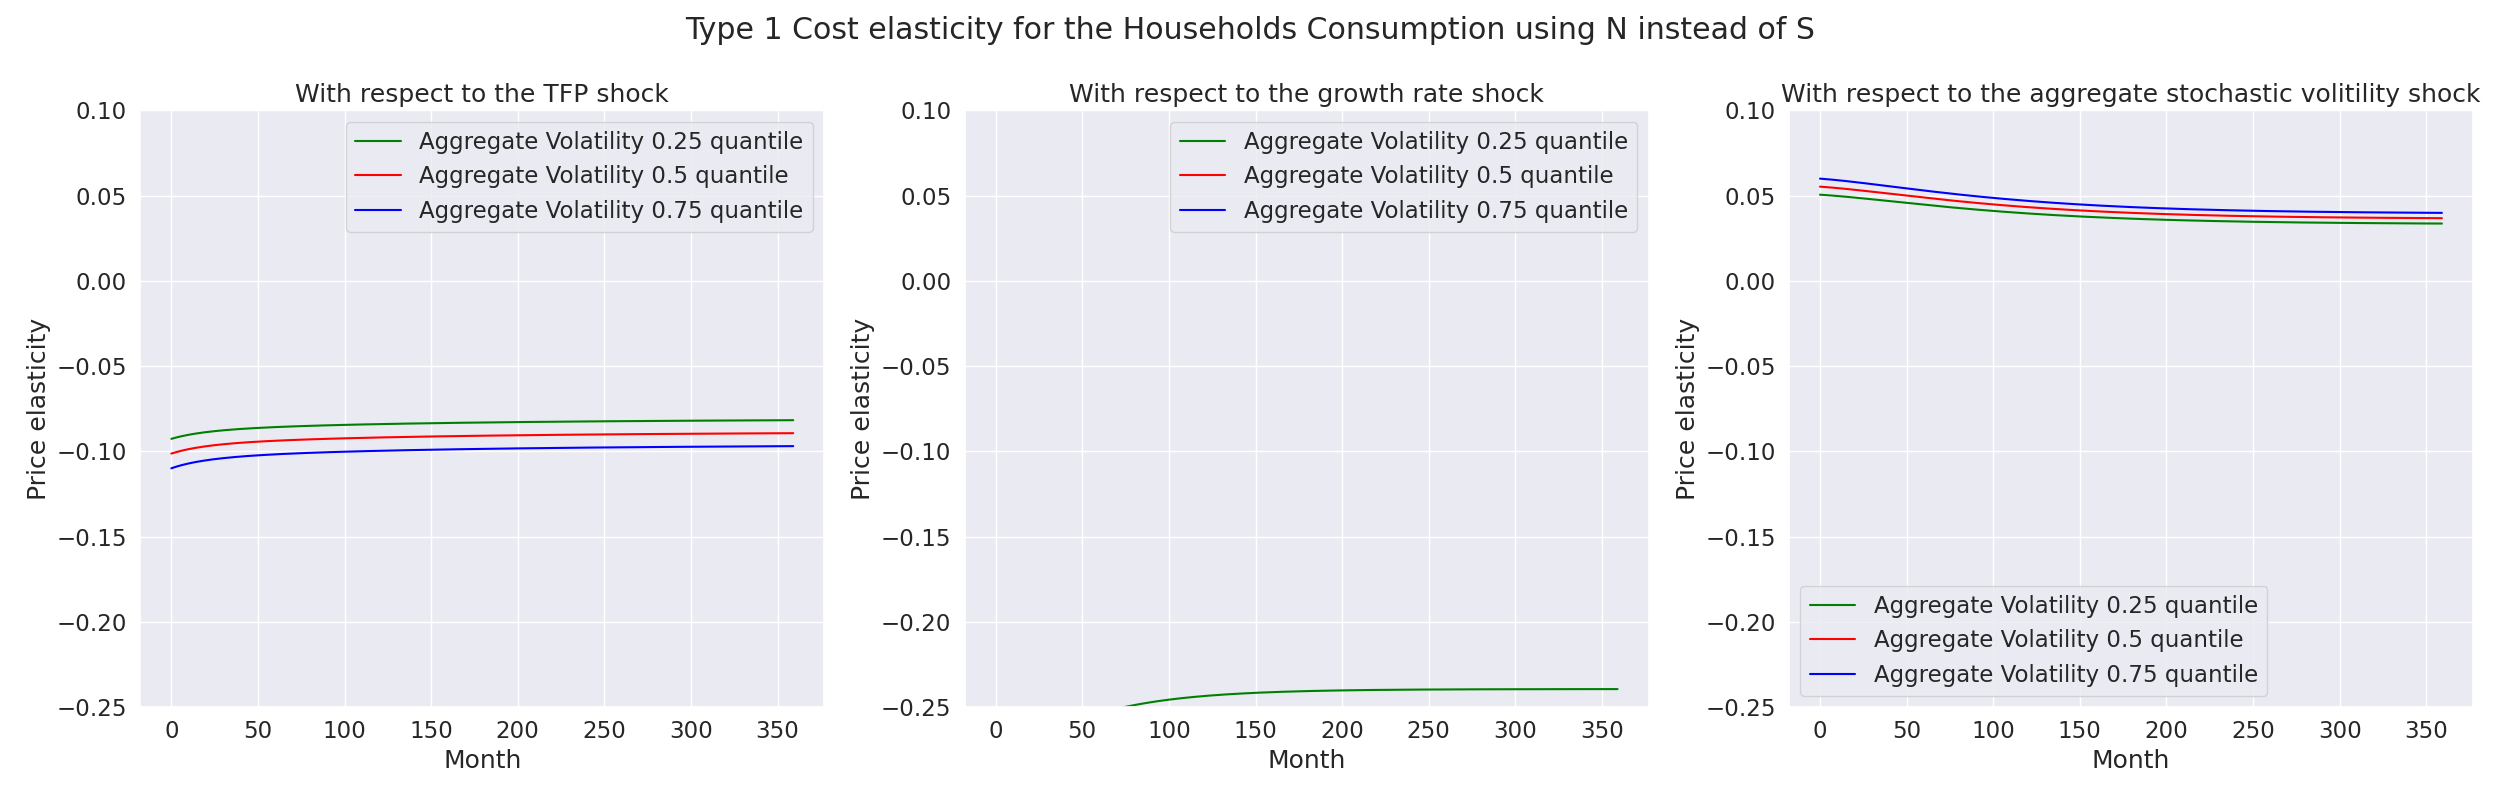 Type 1 Cost elasticity for the Households Consumption using N instead of S
With respect to the TFP shock
0.10
0.05
0.00
−0.05
−0.10
−0.15
−0.20
−0.25
Price elasticity
Aggregate Volatility 0.25 quantile
Aggregate Volatility 0.5 quantile
Aggregate Volatility 0.75 quantile
0 50 100 150 200 250 300 350
Month
With respect to the growth rate shock
0.10
0.05
0.00
−0.05
−0.10
−0.15
−0.20
−0.25
Price elasticity
Aggregate Volatility 0.25 quantile
Aggregate Volatility 0.5 quantile
Aggregate Volatility 0.75 quantile
0 50 100 150 200 250 300 350
Month
With respect to the aggregate stochastic volitility shock
0.10
0.05
0.00
−0.05
−0.10
−0.15
−0.20
−0.25
Price elasticity
Aggregate Volatility 0.25 quantile
Aggregate Volatility 0.5 quantile
Aggregate Volatility 0.75 quantile
0 50 100 150 200 250 300 350
Month